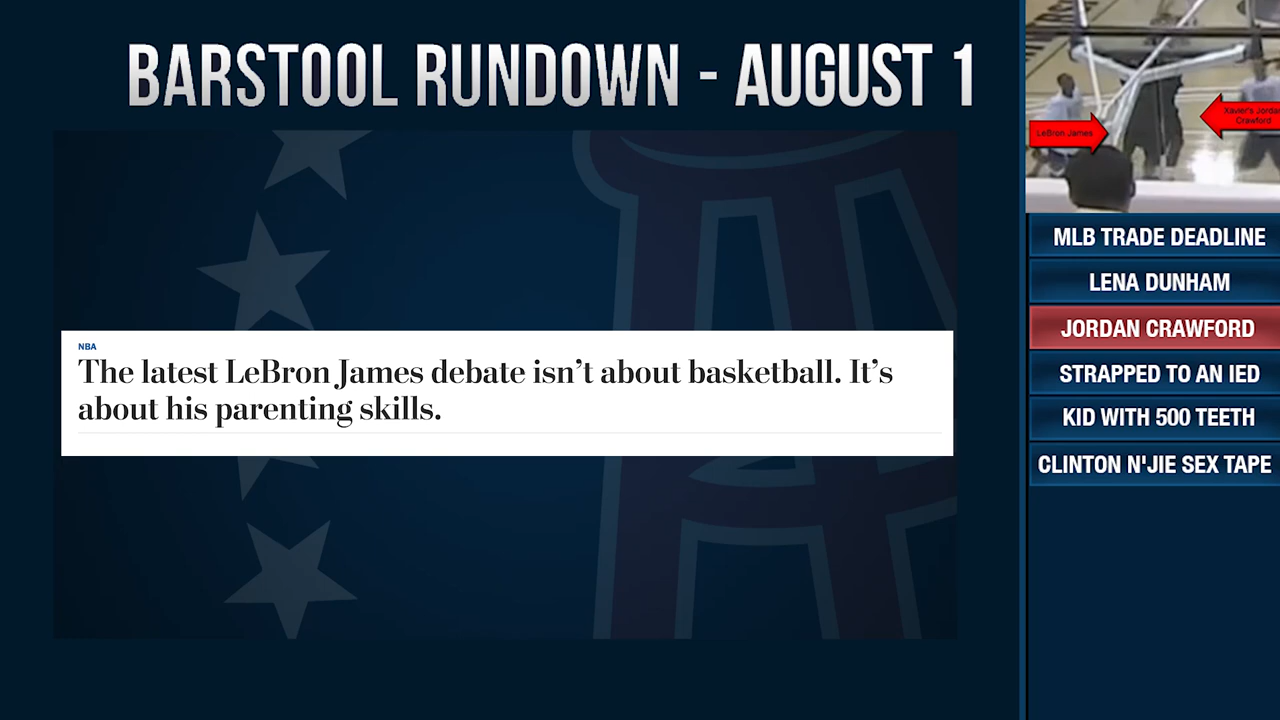 BARSTOOL RUNDOWN - AUGUST 1
NBA
The latest LeBron James debate isn’t about basketball. It’s
about his parenting skills.
LeBron James
Xavier's
Crawford
MLB TRADE DEADLINE
LENA DUNHAM
JORDAN CRAWFORD
STRAPPED TO AN IED
KID WITH 500 TEETH
CLINTON N'JIE SEX TAPE